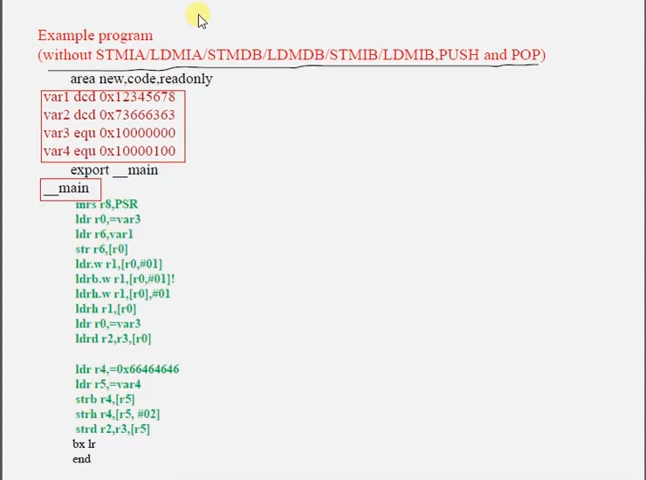 Example program
(without STMIA/LDMIA/STMDB/LDMDB/STMIB/LDMIB,PUSH and POP)
area new,code,readonly
var1 dcd 0x12345678
var2 dcd 0x73666363
var3 equ 0x10000000
var4 equ 0x10000100
export __main
__main
mrs r8,PSR
ldr r0,=var3
ldr r6,var1
str r6,[r0]
ldr.w r1,[r0,#01]
ldrb.w r1,[r0,#01]!
ldrh.w r1,[r0],#01
ldrh r1,[r0]
ldr r0,=var3
ldrd r2,r3,[r0]
ldr r4,=0x66464646
ldr r5,=var4
strb r4,[r5]
strh r4,[r5, #02]
strd r2,r3,[r5]
bx lr
end